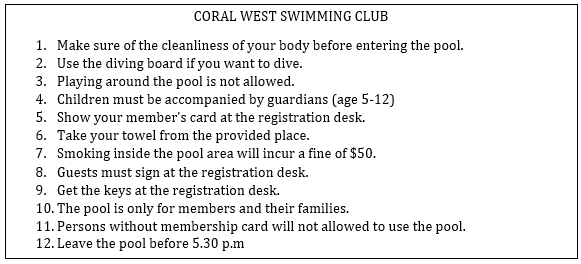 CORAL WEST SWIMMING CLUB
1. Make sure of the cleanliness of your body before entering the pool.
2. Use the diving board if you want to dive.
3. Playing around the pool is not allowed.
4. Children must be accompanied by guardians (age 5-12)
5. Show your member's card at the registration desk.
6. Take your towel from the provided place.
7. Smoking inside the pool area will incur a fine of $50.
8. Guests must sign at the registration desk.
9. Get the keys at the registration desk.
10. The pool is only for members and their families.
11. Persons without membership card will not allowed to use the pool.
12. Leave the pool before 5.30 p.m